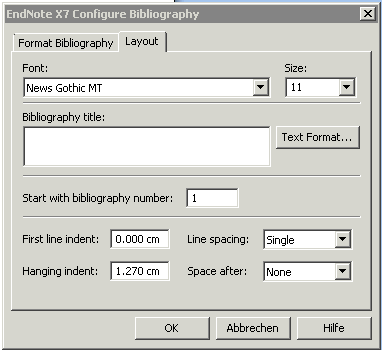 EndNote X7 Configure Bibliography
Format Bibliography Layout
Font: Size:
News Gothic MT 11
Bibliography title:
Text Format...
Start with bibliography number: 1
First line indent: 0.000 cm Line spacing: Single
Hanging indent: 1.270 cm Space after: None
OK Abbrechen Hilfe